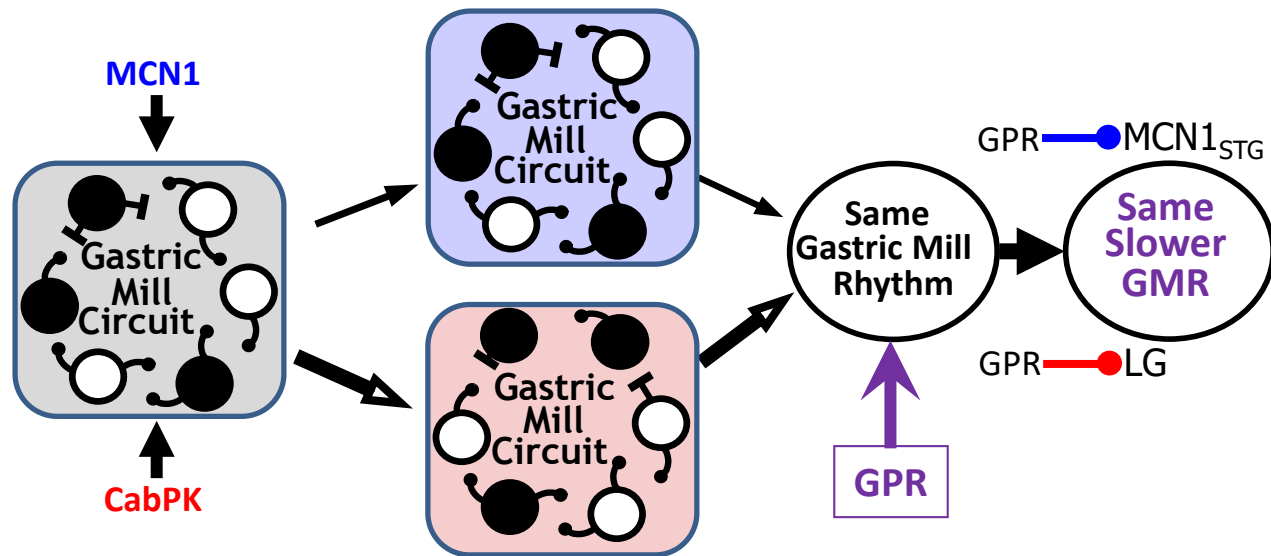 MCN1
Gastric
Mill
Circuit
CabPK
Gastric
Mill
Circuit
Gastric
Mill
Circuit
Same
Gastric Mill
Rhythm
GPR
GPR MCN1STG
Same
Slower
GMR
GPR LG